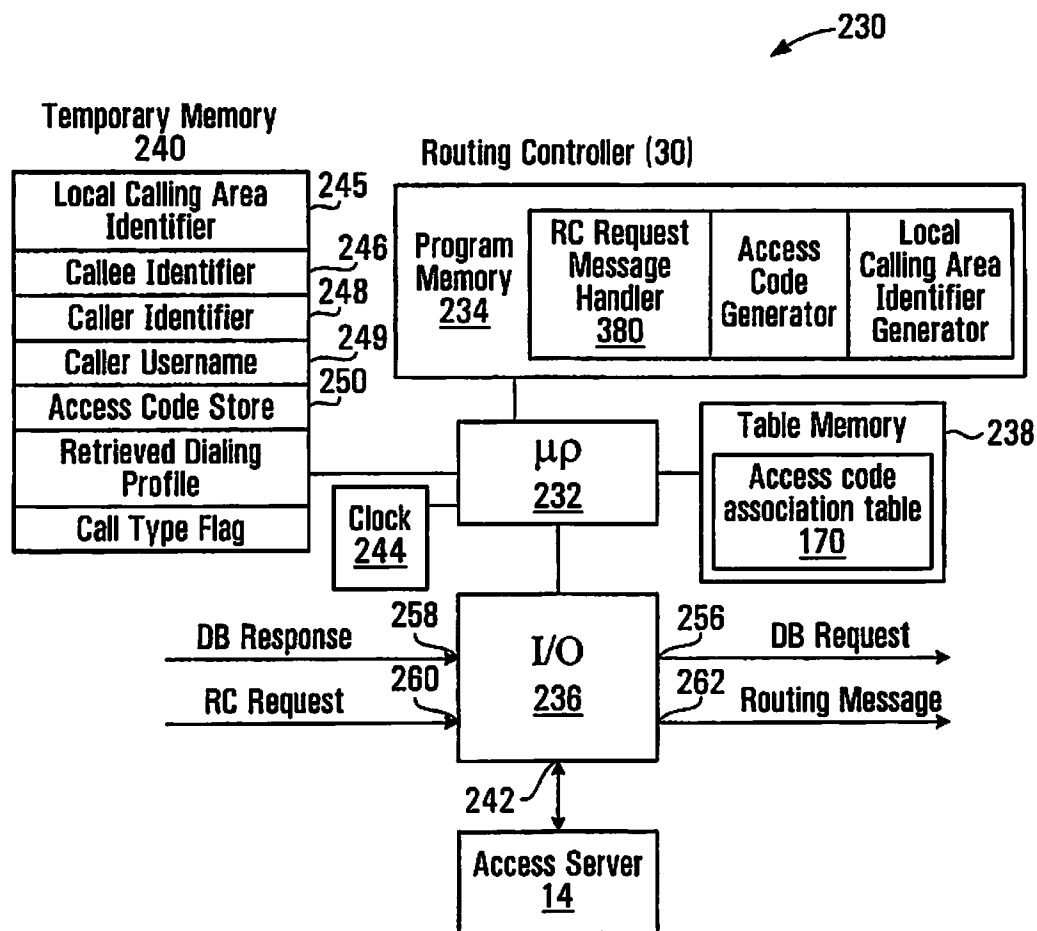 230
Temporary Memory
240
Local Calling Area
Identifier
245
Callee Identifier
246
Caller Identifier
248
Caller Username
249
Access Code Store
250
Retrieved Dialing
Profile
Call Type Flag
Routing Controller (30)
Program
Memory
234
RC Request
Message
Handler
380
Access
Code
Generator
Local
Calling Area
Identifier
Generator
μρ
232
Clock
244
Table Memory
238
Access code
association table
170
DB Response
258
RC Request
260
I/O
236
256
DB Request
262
Routing Message
242
Access Server
14